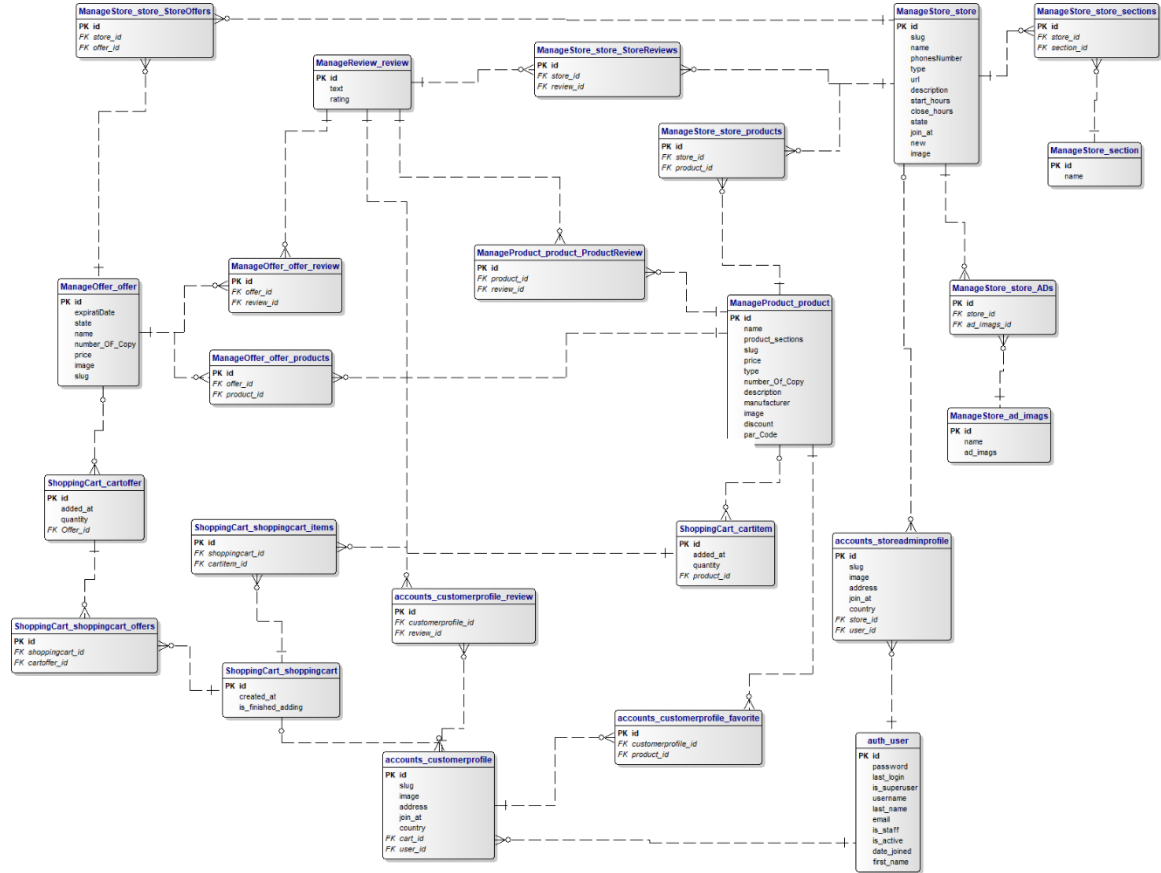 ManageStore_store_StoreOffers
PK id
FK store_id
FK offer_id
ManageStore_store
PK id
slug
name
phonesNumber
type
url
description
start_hours
close_hours
state
join_at
new
image
ManageStore_store_sections
PK id
FK store_id
FK section_id
ManageReview_review
PK id
text
rating
ManageStore_store_StoreReviews
PK id
FK store_id
FK review_id
ManageStore_store_products
PK id
FK store_id
FK product_id
ManageStore_section
PK id
name
ManageOffer_offer_review
PK id
FK offer_id
FK review_id
ManageProduct_product_ProductReview
PK id
FK product_id
FK review_id
ManageOffer_offer
PK id
expiratDate
state
name
number_OF_Copy
price
image
slug
ManageProduct_product
PK id
name
product_sections
slug
price
type
number_Of_Copy
description
manufacturer
image
discount
par_Code
ManageStore_store_ADs
PK id
FK store_id
FK ad_imags_id
ManageOffer_offer_products
PK id
FK offer_id
FK product_id
ManageStore_ad_imags
PK id
name
ad_imags
ShoppingCart_cartoffer
PK id
added_at
quantity
FK Offer_id
ShoppingCart_shoppingcart_items
PK id
FK shoppingcart_id
FK cartitem_id
ShoppingCart_cartitem
PK id
added_at
quantity
FK product_id
accounts_storeadminprofile
PK id
slug
image
address
join_at
country
FK store_id
FK user_id
accounts_customerprofile_review
PK id
FK customerprofile_id
FK review_id
ShoppingCart_shoppingcart_offers
PK id
FK shoppingcart_id
FK cartoffer_id
ShoppingCart_shoppingcart
PK id
created_at
is_finished_adding
accounts_customerprofile_favorite
PK id
FK customerprofile_id
FK product_id
accounts_customerprofile
PK id
slug
image
address
join_at
country
FK cart_id
FK user_id
auth_user
PK id
password
last_login
is_superuser
username
last_name
email
is_staff
is_active
date_joined
first_name